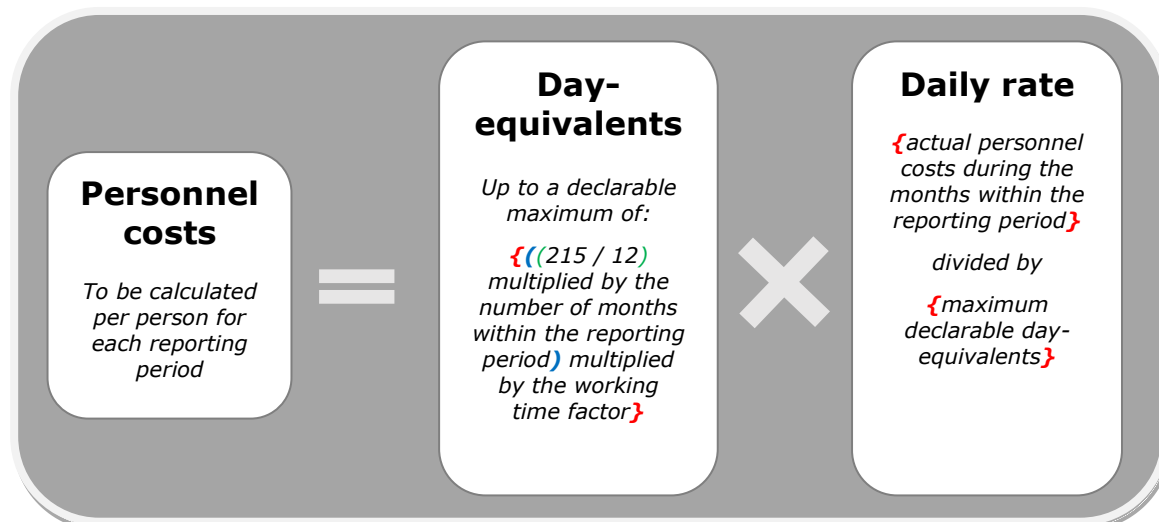 Personnel
costs
To be calculated
per person for
each reporting
period
=
Day-
equivalents
Up to a declarable
maximum of:
{((215 / 12)
multiplied by the
number of months
within the reporting
period) multiplied
by the working
time factor}
×
Daily rate
{actual personnel
costs during the
months within the
reporting period}
divided by
{maximum
declarable day-
equivalents}